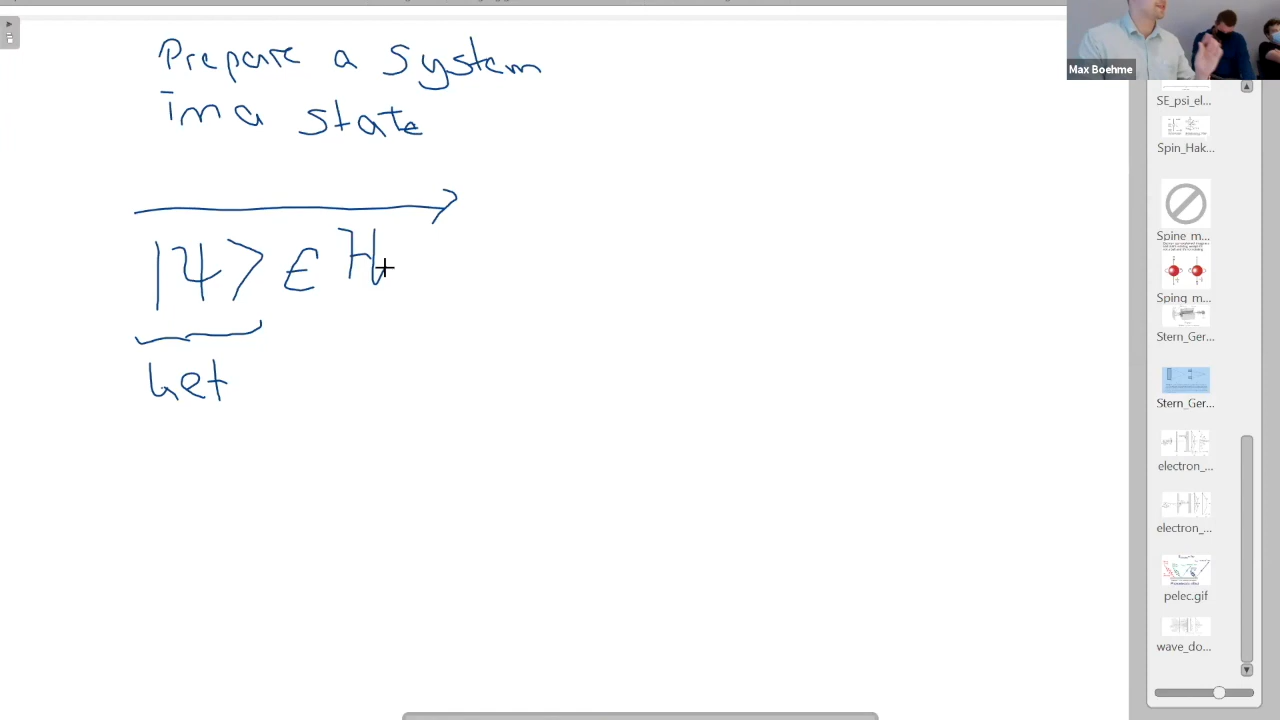 Prepare a system
in a state
|Ψ> ∈ H
ket
Max Boehme
SE_psi_el...
Spin_Hak...
Spine_m...
Sping_m...
Stern_Ger...
Stern_Ger...
electron_...
electron_...
pelec.gif
wave_do...